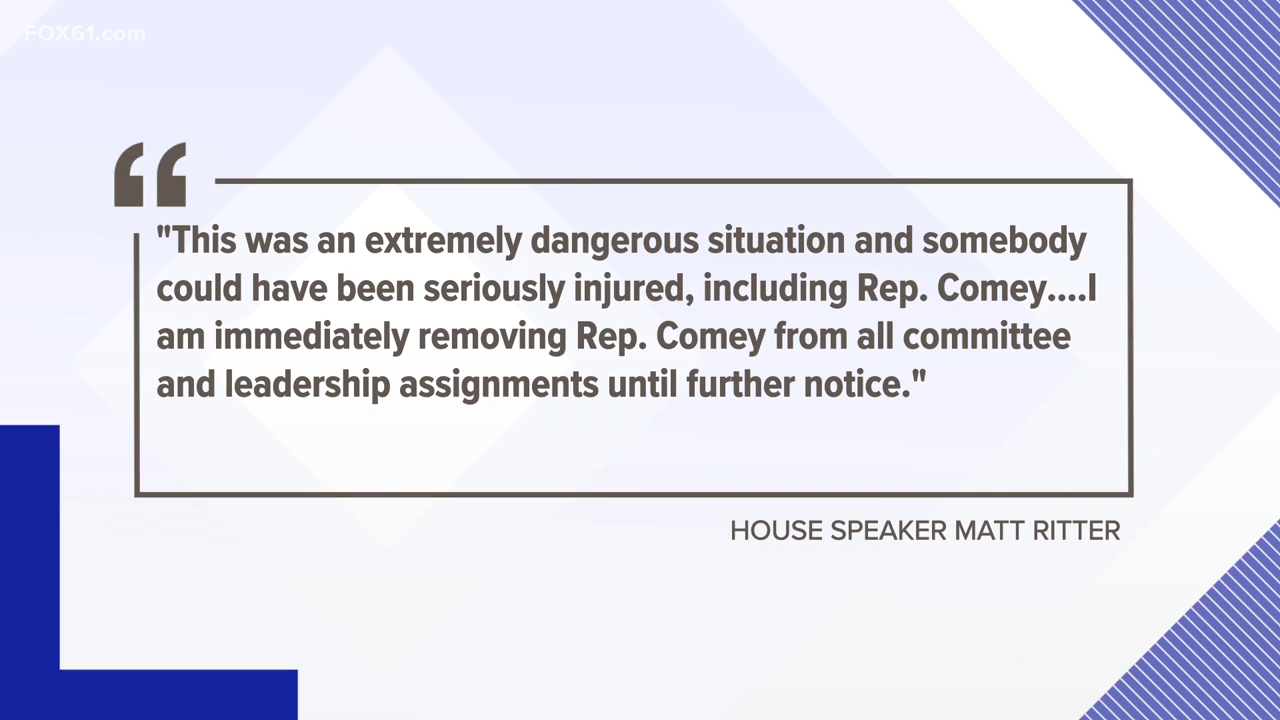 FOX61.com
“
"This was an extremely dangerous situation and somebody
could have been seriously injured, including Rep. Comey....I
am immediately removing Rep. Comey from all committee
and leadership assignments until further notice."
HOUSE SPEAKER MATT RITTER